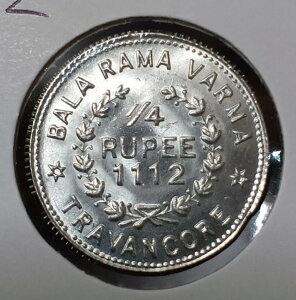 BALA RAMA VARMA
1/4
RUPEE
1112
TRAVANCORE